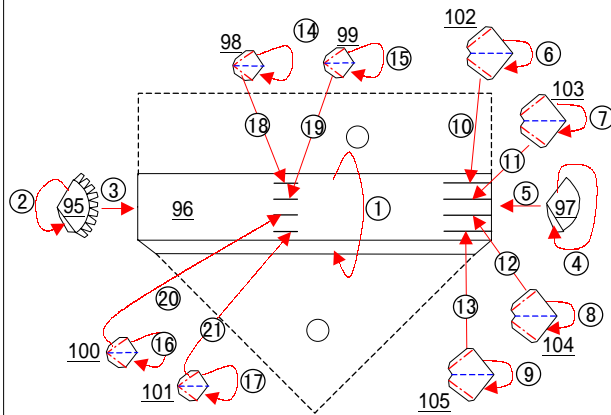 98 ⑭ 99 ⑮ 102 ⑥
103 ⑦
⑱ ⑲ ⑩ ⑪
② 95 ③ 96 ① ⑤ 97
④
⑳ ㉑ ⑬ ⑫
100 ⑯ 101 ⑰ 104 ⑧
105 ⑨